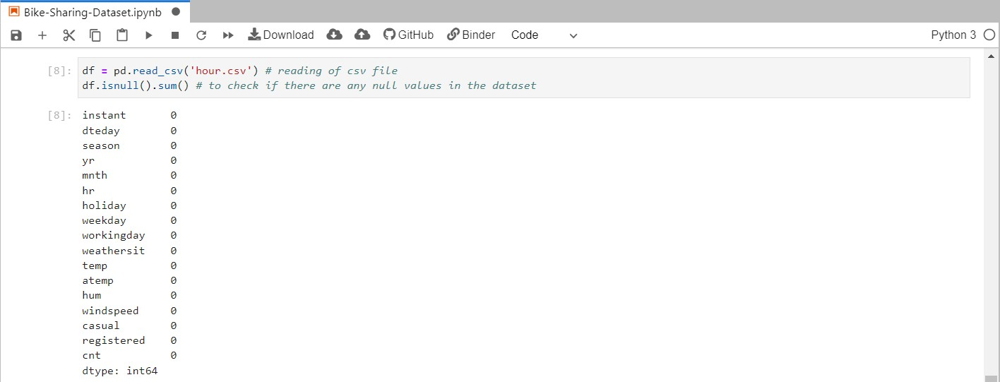 Bike-Sharing-Dataset.ipynb
Download GitHub Binder Code Python 3
[8]: df = pd.read_csv('hour.csv') # reading of csv file
df.isnull().sum() # to check if there are any null values in the dataset
[8]: instant 0
dteday 0
season 0
yr 0
mnth 0
hr 0
holiday 0
weekday 0
workingday 0
weathersit 0
temp 0
atemp 0
hum 0
windspeed 0
casual 0
registered 0
cnt 0
dtype: int64